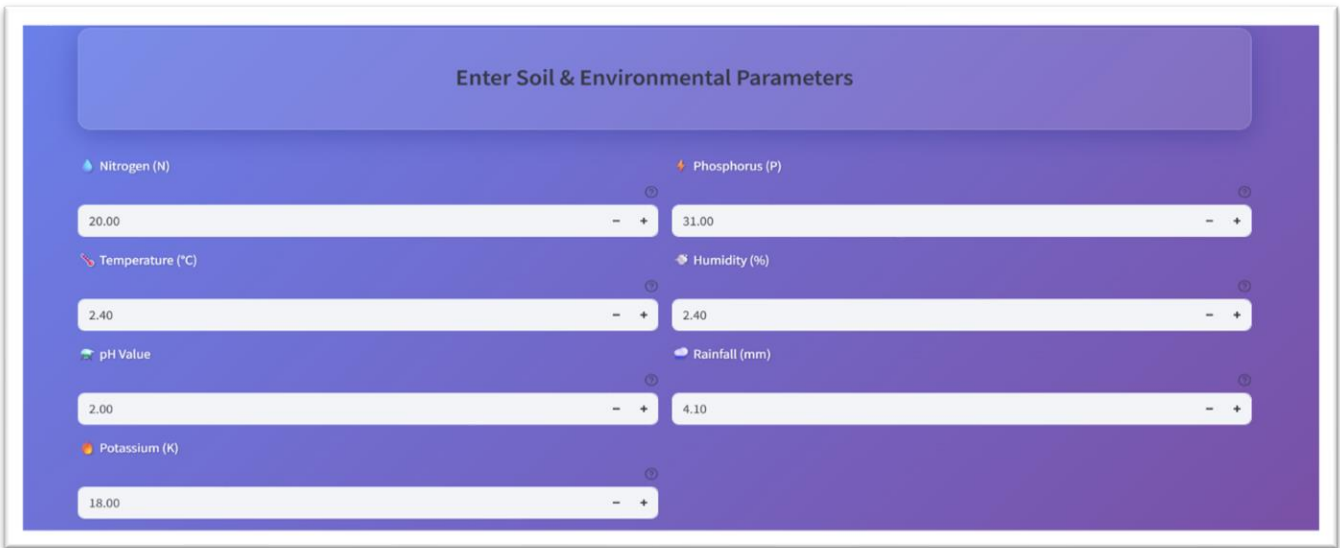 Enter Soil & Environmental Parameters
Nitrogen (N)
Phosphorus (P)
20.00 − +
31.00 − +
Temperature (°C)
Humidity (%)
2.40 − +
2.40 − +
pH Value
Rainfall (mm)
2.00 − +
4.10 − +
Potassium (K)
18.00 − +